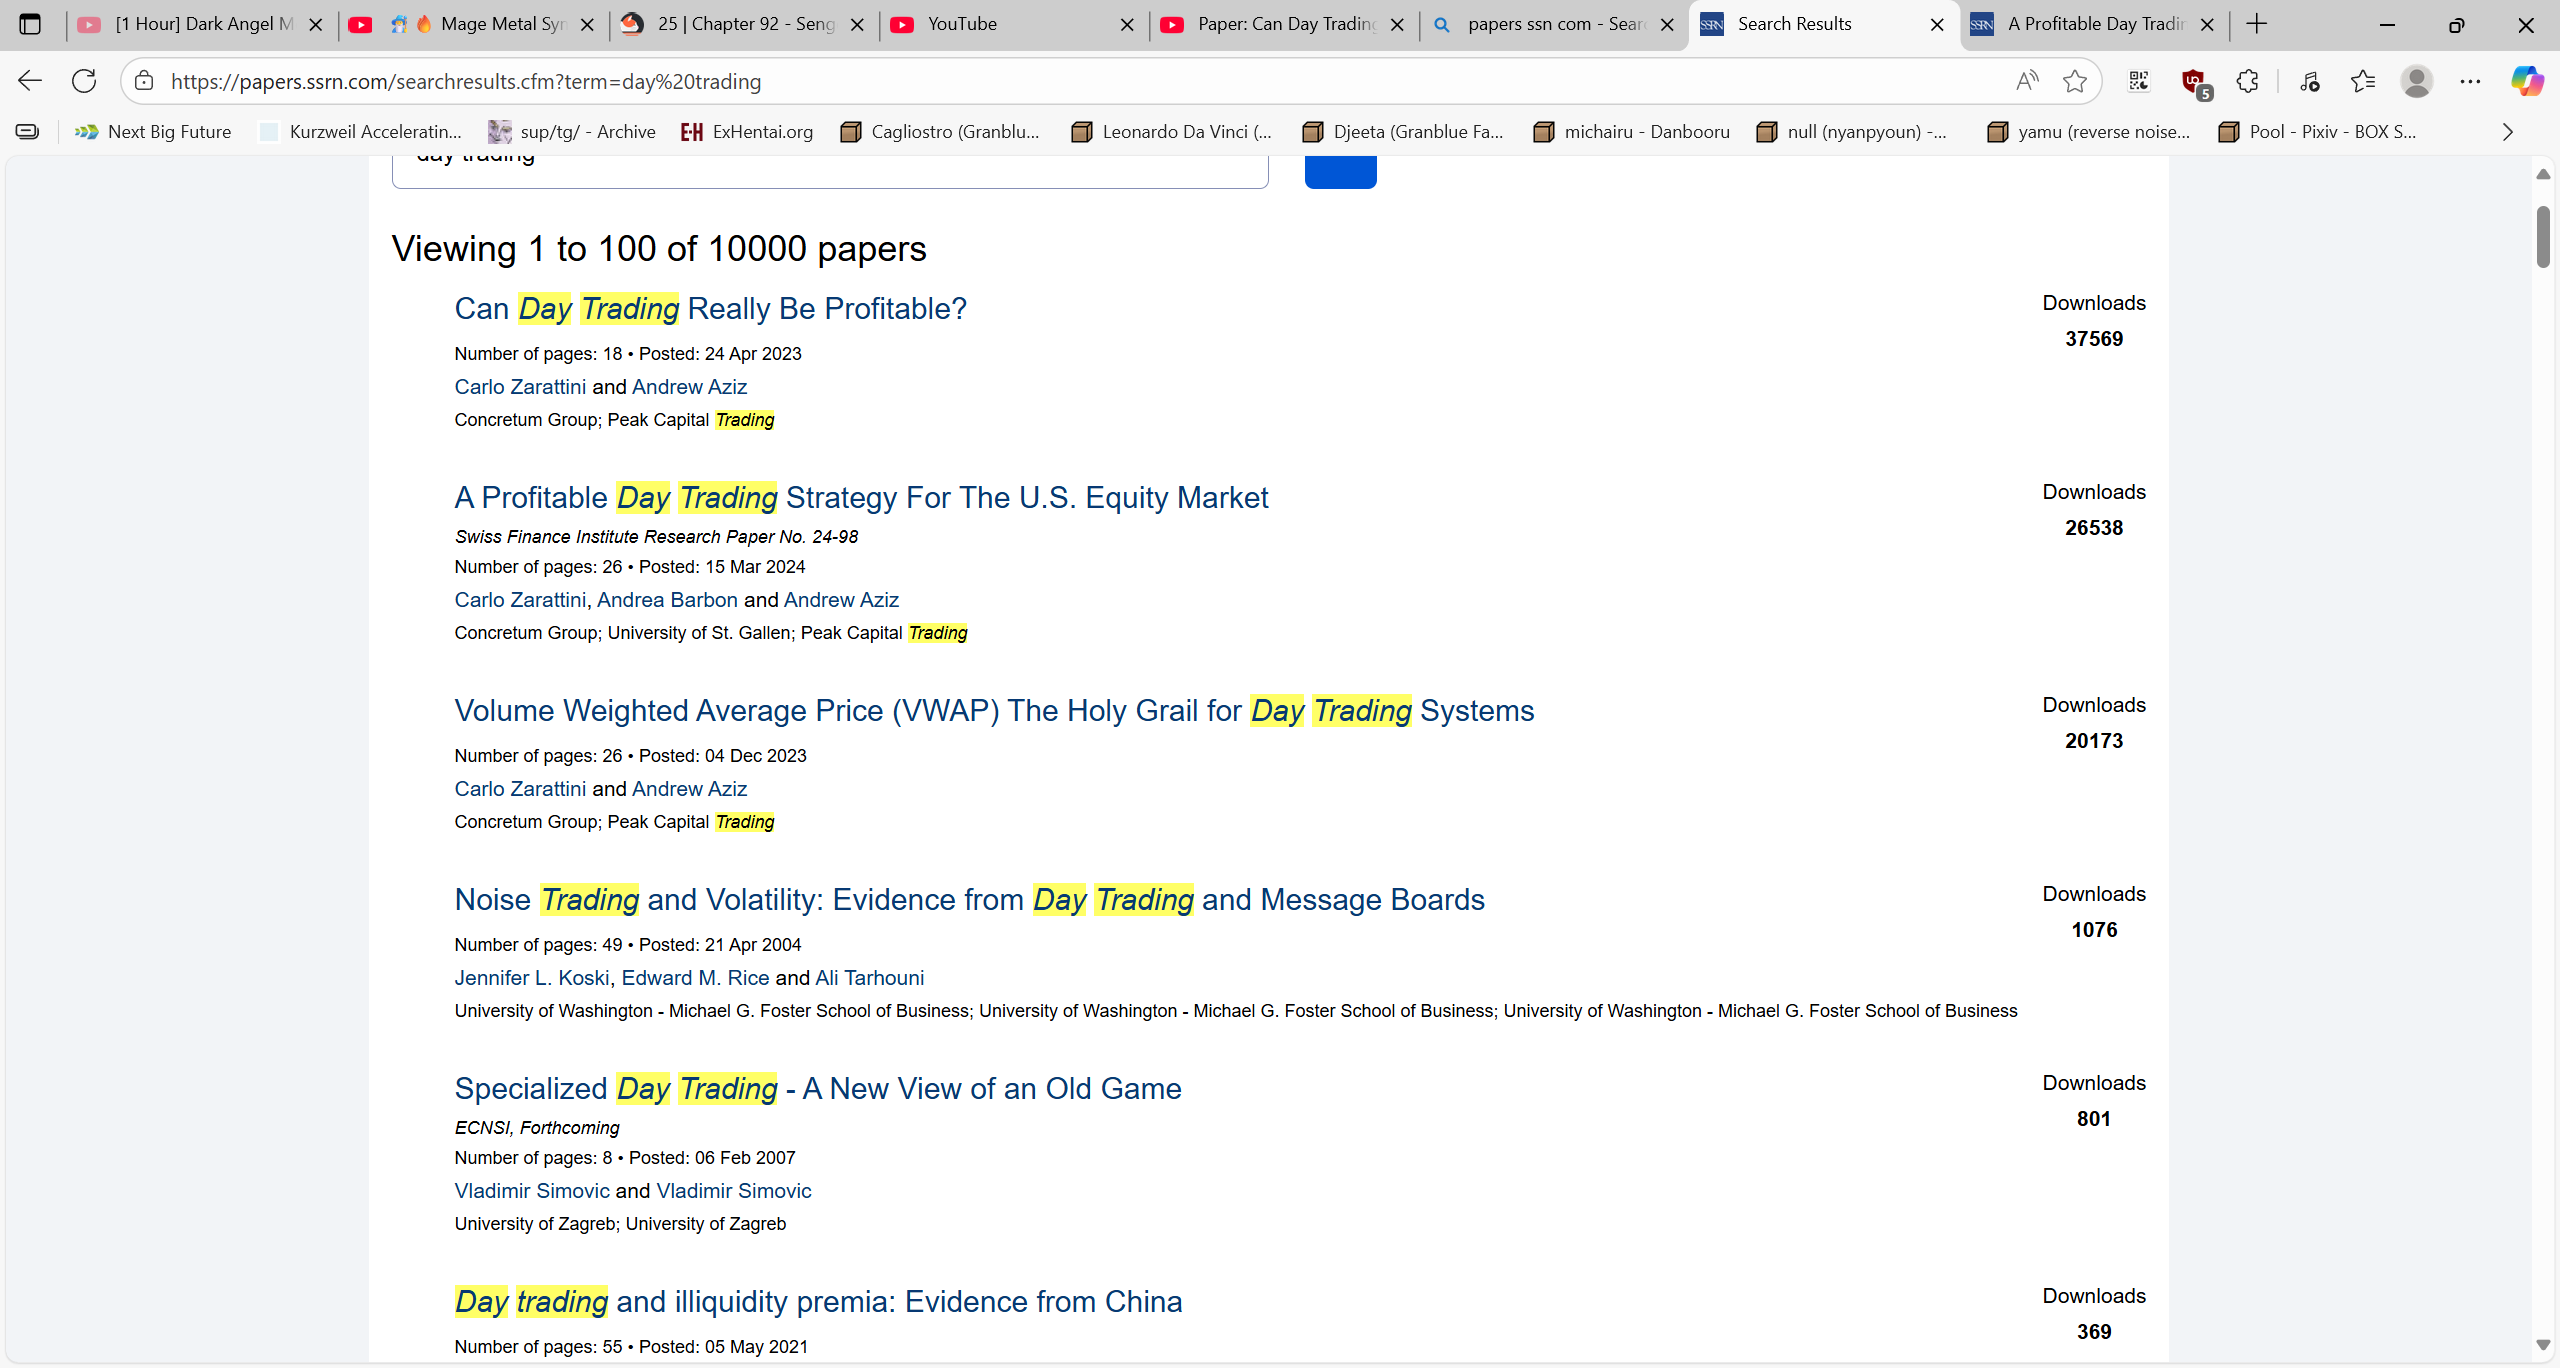 [1 Hour] Dark Angel M
Mage Metal Syn
25 | Chapter 92 - Seng
YouTube
Paper: Can Day Trading
papers ssn com - Sear
Search Results
A Profitable Day Tradin
https://papers.ssrn.com/searchresults.cfm?term=day%20trading
5
Next Big Future
Kurzweil Acceleratin...
sup/tg/ - Archive
E-H ExHentai.org
Cagliostro (Granblu...
Leonardo Da Vinci (...
Djeeta (Granblue Fa...
michairu - Danbooru
null (nyanpyoun) -...
yamu (reverse noise...
Pool - Pixiv - BOX S...
day trading
Viewing 1 to 100 of 10000 papers
Can Day Trading Really Be Profitable?
Downloads
37569
Number of pages: 18 • Posted: 24 Apr 2023
Carlo Zarattini and Andrew Aziz
Concretum Group; Peak Capital Trading
A Profitable Day Trading Strategy For The U.S. Equity Market
Downloads
26538
Swiss Finance Institute Research Paper No. 24-98
Number of pages: 26 • Posted: 15 Mar 2024
Carlo Zarattini, Andrea Barbon and Andrew Aziz
Concretum Group; University of St. Gallen; Peak Capital Trading
Volume Weighted Average Price (VWAP) The Holy Grail for Day Trading Systems
Downloads
20173
Number of pages: 26 • Posted: 04 Dec 2023
Carlo Zarattini and Andrew Aziz
Concretum Group; Peak Capital Trading
Noise Trading and Volatility: Evidence from Day Trading and Message Boards
Downloads
1076
Number of pages: 49 • Posted: 21 Apr 2004
Jennifer L. Koski, Edward M. Rice and Ali Tarhouni
University of Washington - Michael G. Foster School of Business; University of Washington - Michael G. Foster School of Business; University of Washington - Michael G. Foster School of Business
Specialized Day Trading - A New View of an Old Game
Downloads
801
ECNSI, Forthcoming
Number of pages: 8 • Posted: 06 Feb 2007
Vladimir Simovic and Vladimir Simovic
University of Zagreb; University of Zagreb
Day trading and illiquidity premia: Evidence from China
Downloads
369
Number of pages: 55 • Posted: 05 May 2021